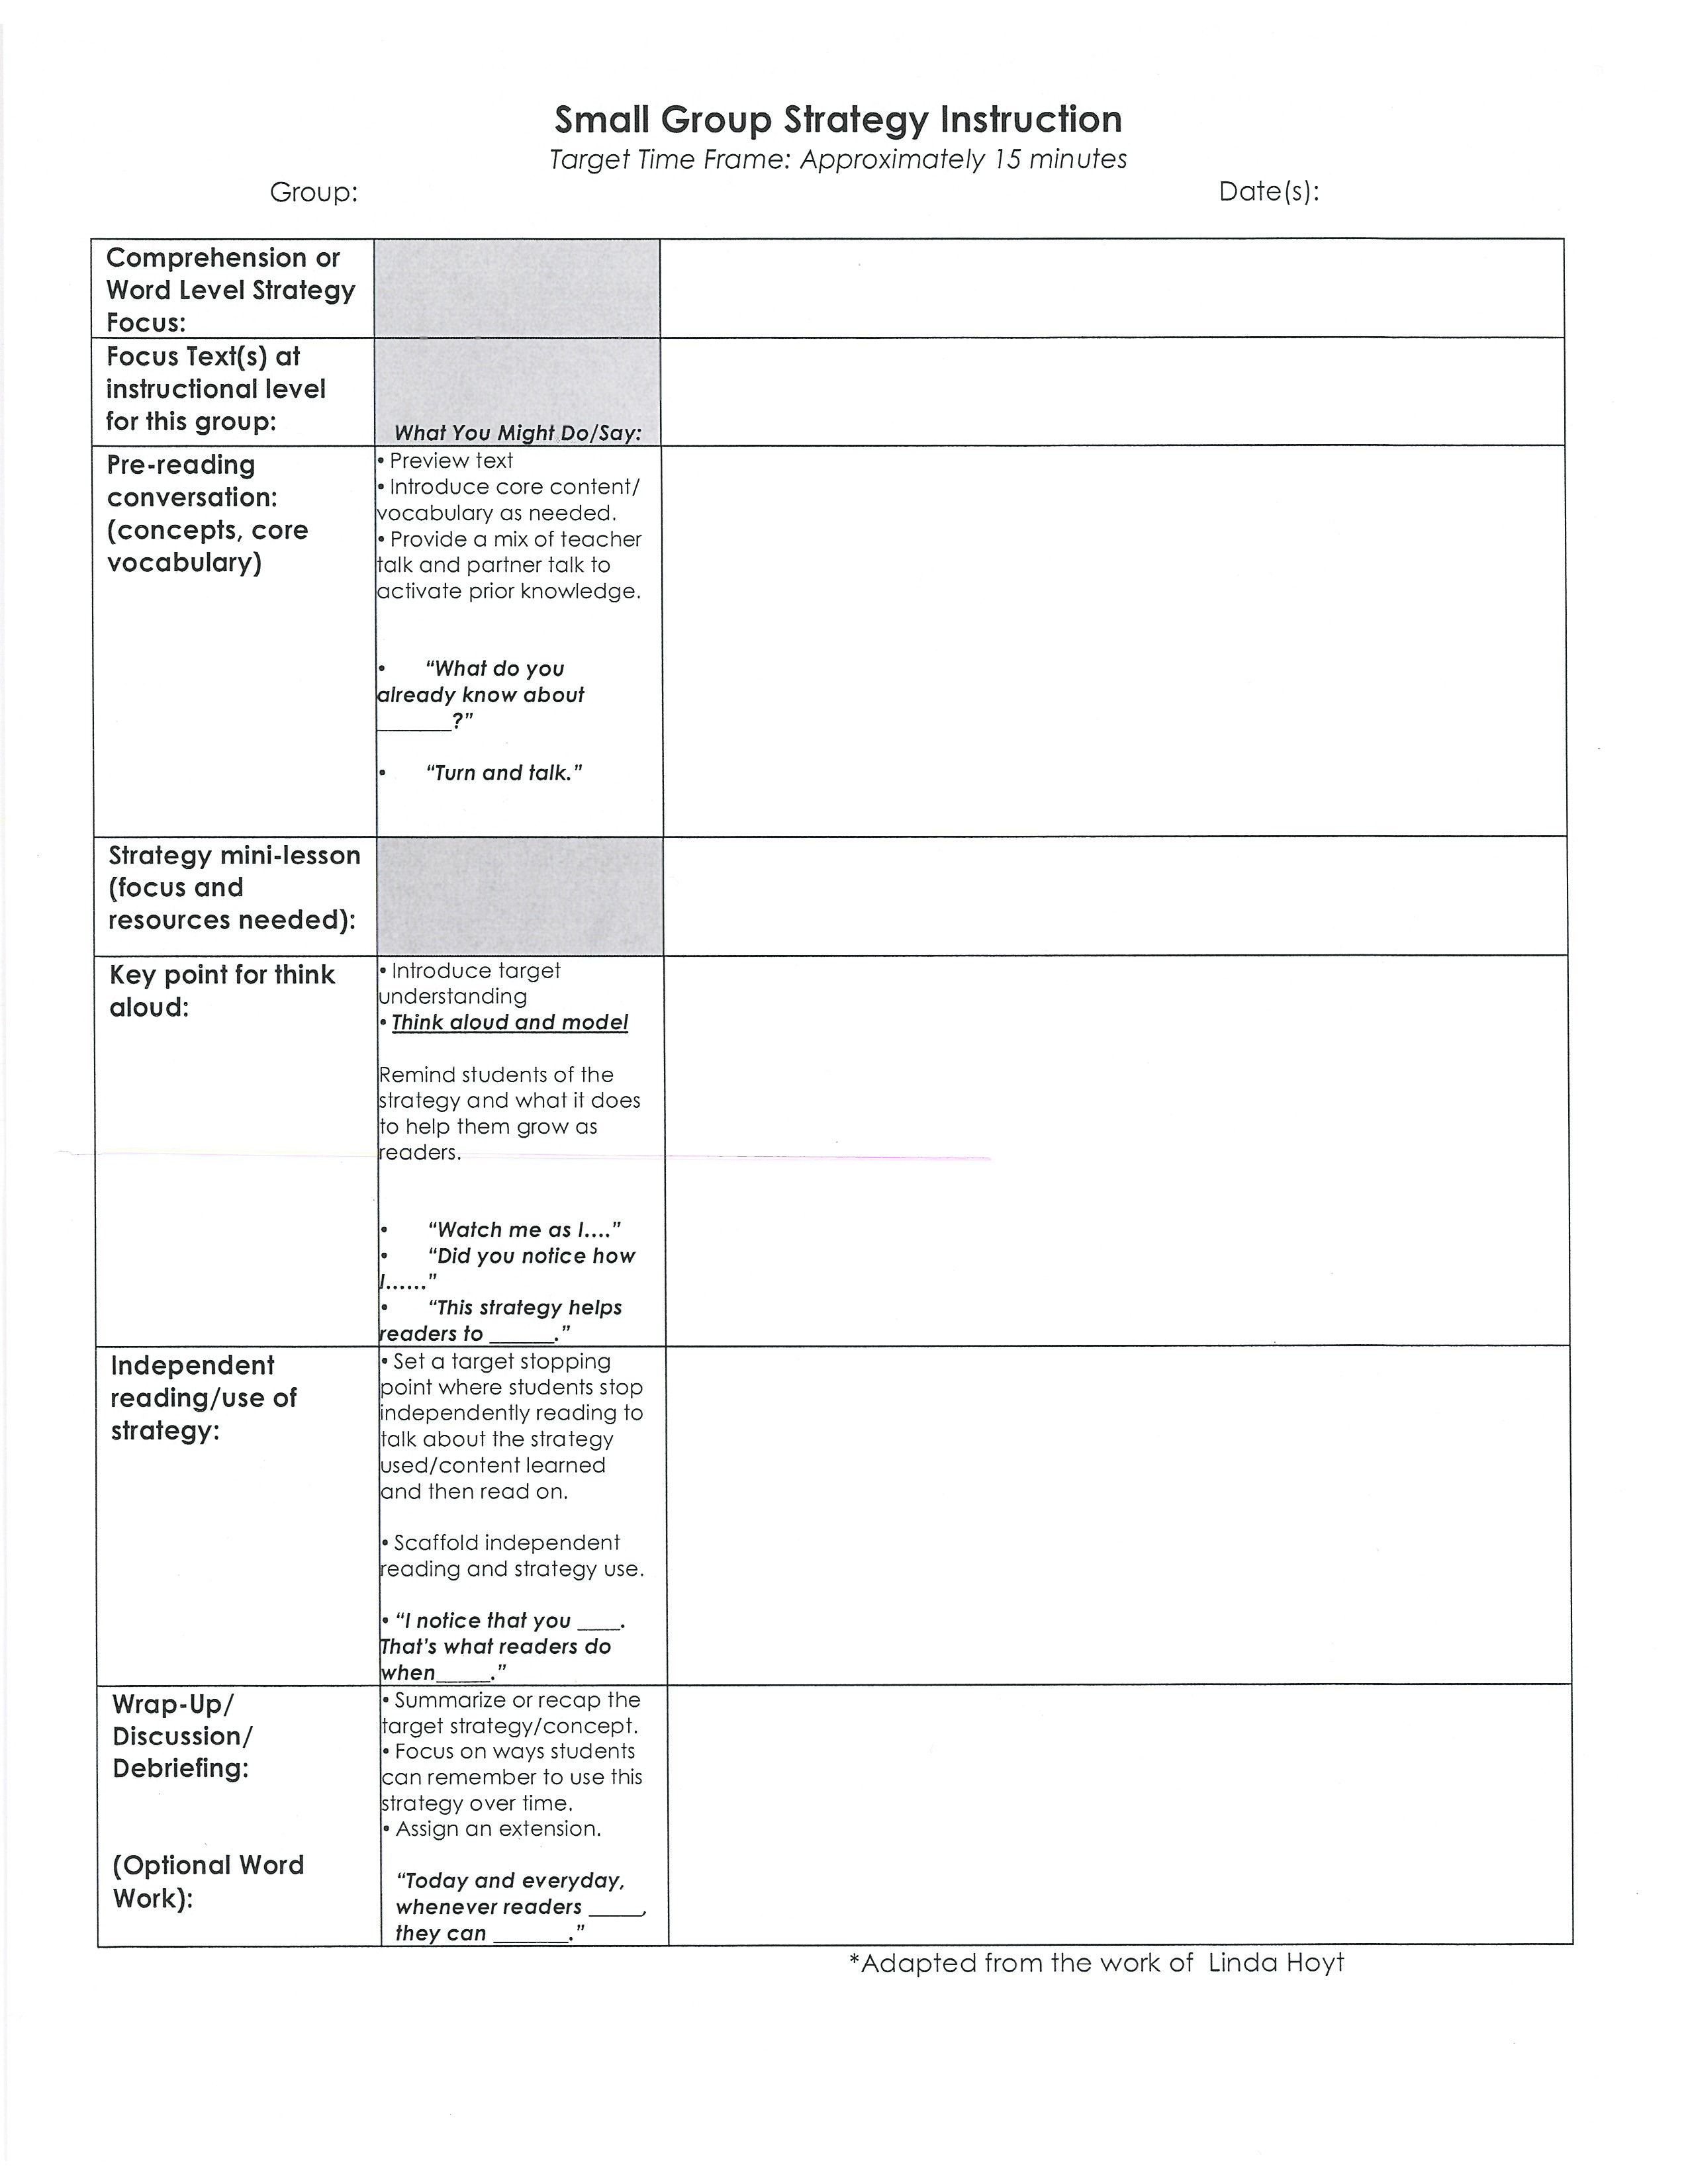 Small Group Strategy Instruction
Target Time Frame: Approximately 15 minutes
Group:
Date(s):
Comprehension or
Word Level Strategy
Focus:
Focus Text(s) at
instructional level
for this group:
What You Might Do/Say:
Pre-reading
conversation:
(concepts, core
vocabulary)
• Preview text
• Introduce core content/
vocabulary as needed.
• Provide a mix of teacher
talk and partner talk to
activate prior knowledge.
• “What do you
already know about
_______?”
• “Turn and talk.”
Strategy mini-lesson
(focus and
resources needed):
Key point for think
aloud:
• Introduce target
understanding
• Think aloud and model
Remind students of the
strategy and what it does
to help them grow as
readers.
• “Watch me as I....”
• “Did you notice how
I......”
• “This strategy helps
readers to ______.”
Independent
reading/use of
strategy:
• Set a target stopping
point where students stop
independently reading to
talk about the strategy
used/content learned
and then read on.
• Scaffold independent
reading and strategy use.
• “I notice that you ____.
That's what readers do
when_____.”
Wrap-Up/
Discussion/
Debriefing:
(Optional Word
Work):
• Summarize or recap the
target strategy/concept.
• Focus on ways students
can remember to use this
strategy over time.
• Assign an extension.
“Today and everyday,
whenever readers _____,
they can _______.”
*Adapted from the work of Linda Hoyt